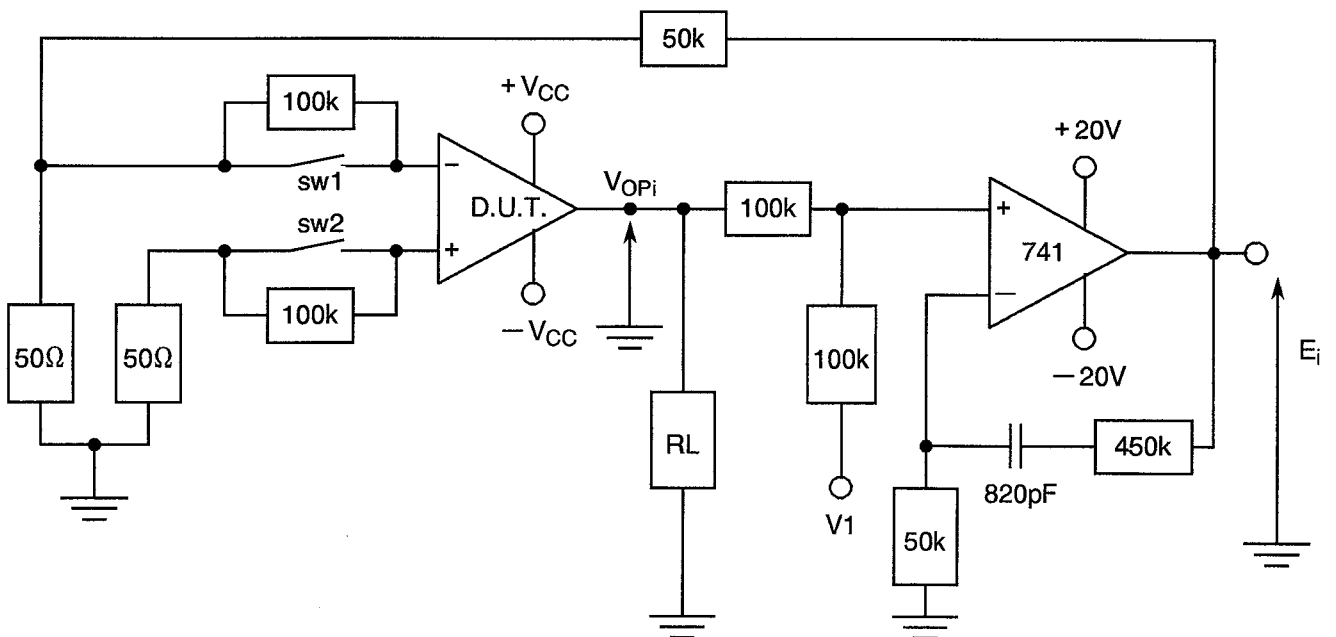 50k
100k
+ VCC
sw1
+ 20V
−
D.U.T.
VOPi
100k
+
sw2
+
741
−
100k
− VCC
50Ω
50Ω
100k
− 20V
Ei
RL
450k
820pF
V1
50k